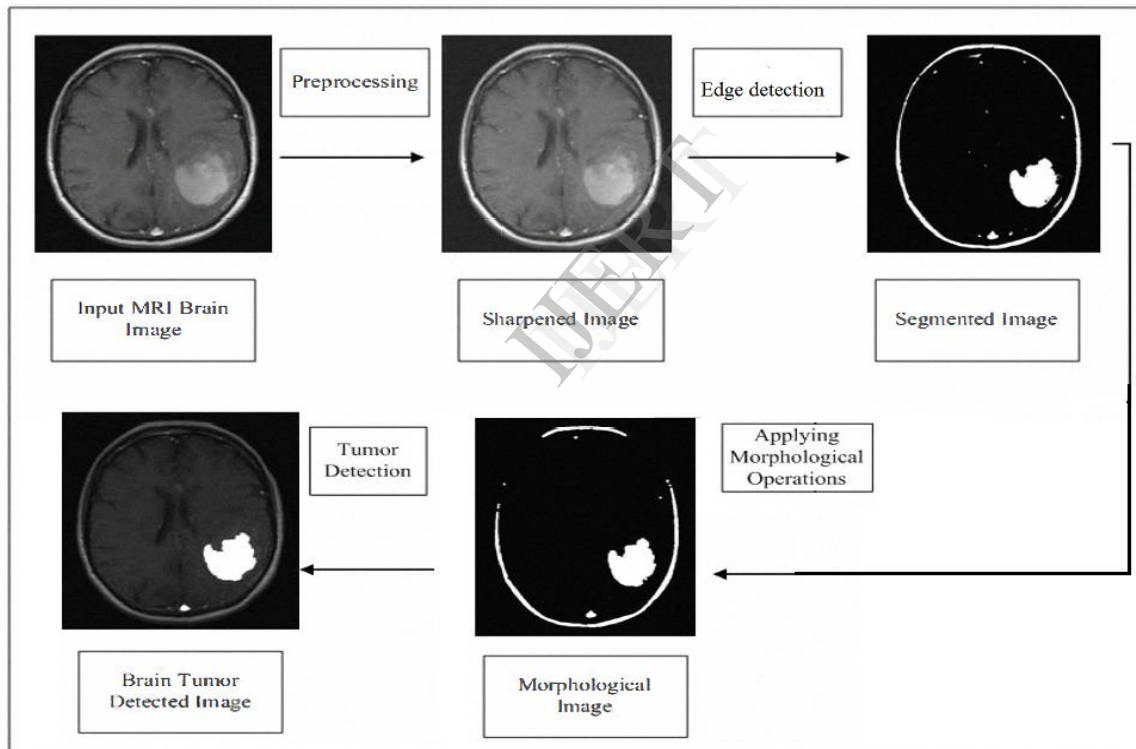 Preprocessing
Edge detection
Input MRI Brain
Image
Sharpened Image
Segmented Image
IJERT
Tumor
Detection
Applying
Morphological
Operations
Brain Tumor
Detected Image
Morphological
Image